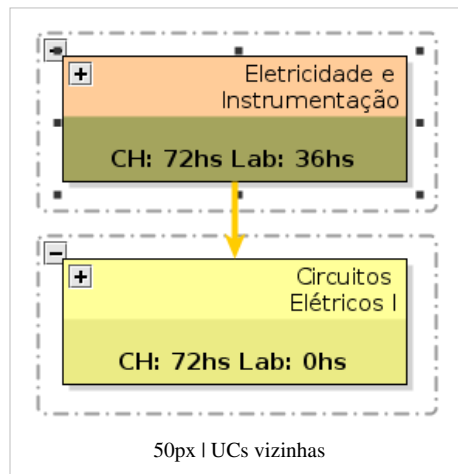 Eletricidade e
Instrumentação
CH: 72hs Lab: 36hs
Circuitos
Elétricos I
CH: 72hs Lab: 0hs
50px | UCs vizinhas